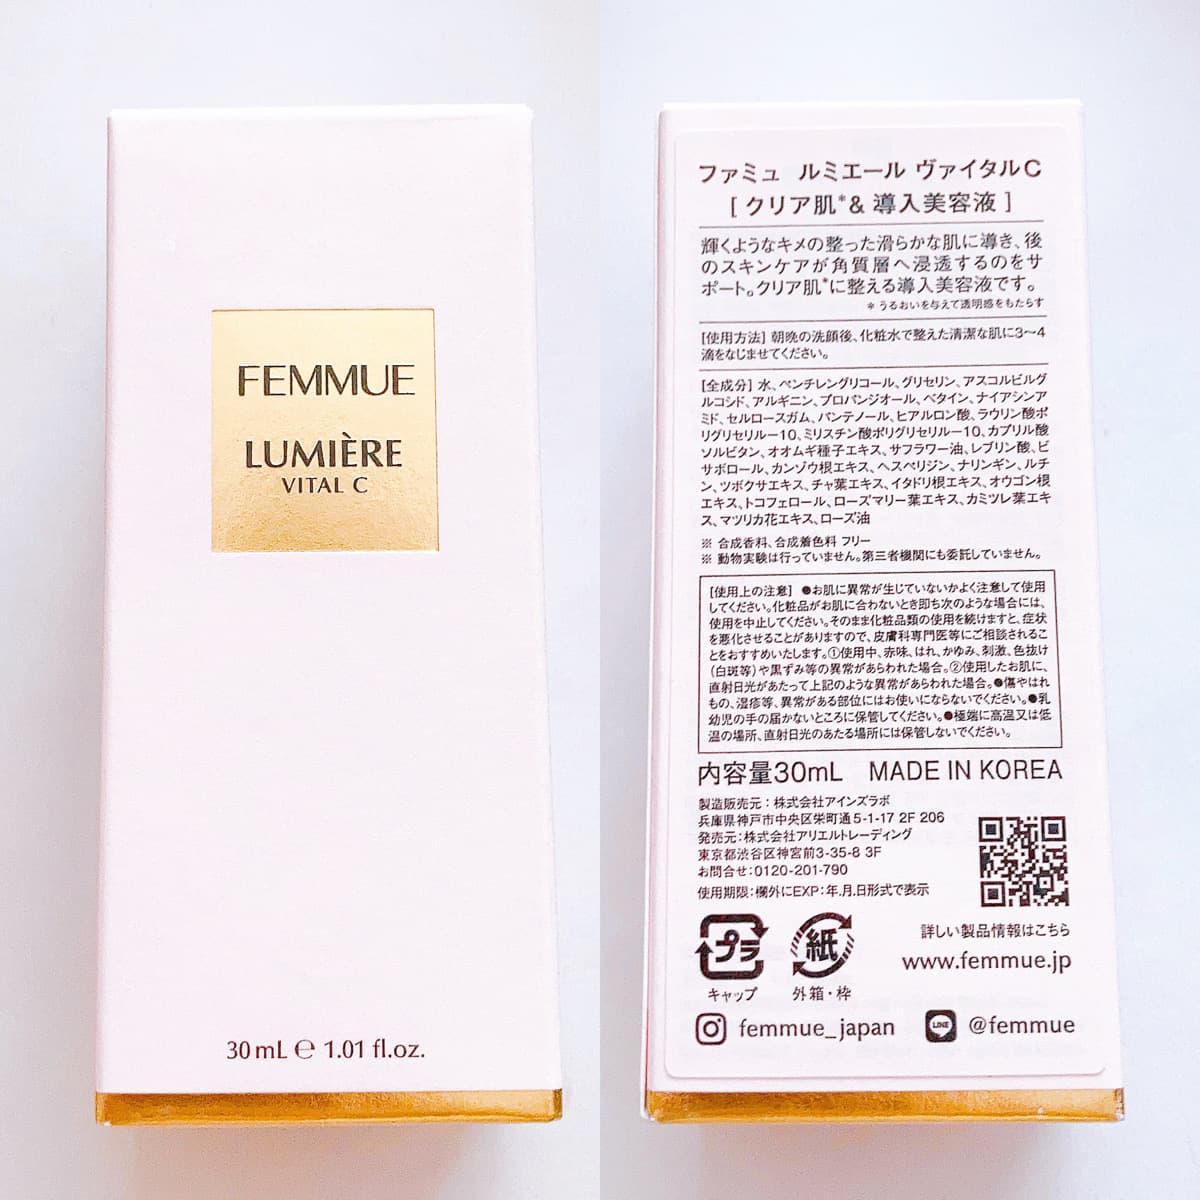 FEMMUE
LUMIÈRE
VITAL C
30 mL ℮ 1.01 fl.oz.
ファミュ ルミエール ヴァイタルC
[ クリア肌*& 導入美容液 ]
輝くようなキメの整った滑らかな肌に導き、後
のスキンケアが角質層へ浸透するのをサ
ポート。クリア肌*に整える導入美容液です。
* うるおいを与えて透明感をもたらす
[使用方法] 朝晩の洗顔後、化粧水で整えた清潔な肌に3〜4
滴をなじませてください。
[全成分] 水、ペンチレングリコール、グリセリン、アスコルビルグ
ルコシド、アルギニン、プロパンジオール、ベタイン、ナイアシンア
ミド、セルロースガム、パンテノール、ヒアルロン酸、ラウリン酸ポ
リグリセリル－10、ミリスチン酸ポリグリセリル－10、カプリル酸
ソルビタン、オオムギ種子エキス、サフラワー油、レブリン酸、ビ
サボロール、カンゾウ根エキス、ヘスペリジン、ナリンギン、ルチ
ン、ツボクサエキス、チャ葉エキス、イタドリ根エキス、オウゴン根
エキス、トコフェロール、ローズマリー葉エキス、カミツレ葉エキ
ス、マツリカ花エキス、ローズ油
※ 合成香料、合成着色料 フリー
※ 動物実験は行っていません。第三者機関にも委託していません。
[使用上の注意] ●お肌に異常が生じていないかよく注意して使用
してください。化粧品がお肌に合わないとき即ち次のような場合には、
使用を中止してください。そのまま化粧品類の使用を続けますと、症状
を悪化させることがありますので、皮膚科専門医等にご相談されるこ
とをおすすめいたします。①使用中、赤味、はれ、かゆみ、刺激、色抜け
(白斑等)や黒ずみ等の異常があらわれた場合。②使用したお肌に、
直射日光があたって上記のような異常があらわれた場合。●傷やはれ
もの、湿疹等、異常がある部位にはお使いにならないでください。●乳
幼児の手の届かないところに保管してください。●極端に高温又は低
温の場所、直射日光のあたる場所には保管しないでください。
内容量30mL MADE IN KOREA
製造販売元：株式会社アインズラボ
兵庫県神戸市中央区栄町通5-1-17 2F 206
発売元：株式会社アリエルトレーディング
東京都渋谷区神宮前3-35-8 3F
お問合せ：0120-201-790
使用期限：欄外にEXP：年.月.日形式で表示
詳しい製品情報はこちら
www.femmue.jp
プラ 紙
キャップ 外箱・枠
femmue_japan LINE @femmue